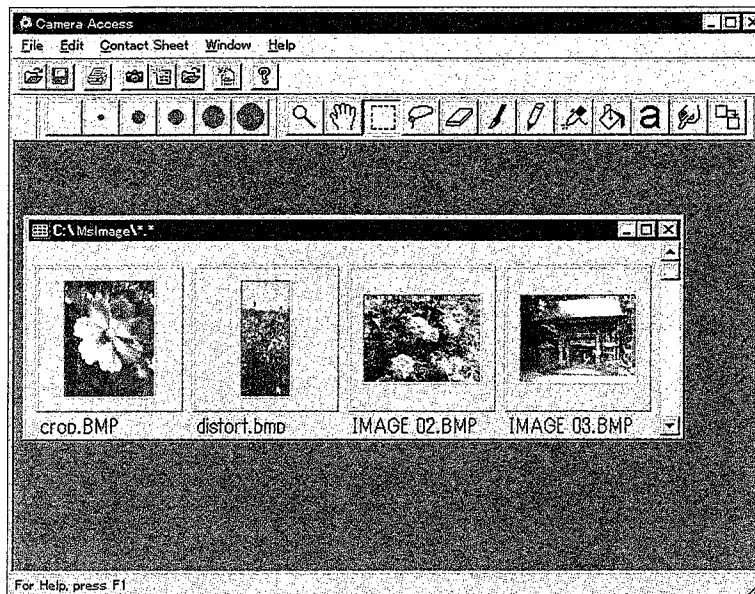 Camera Access
File Edit Contact Sheet Window Help
a
C:\MsImage\*.*
crop.BMP distort.bmp IMAGE 02.BMP IMAGE 03.BMP
For Help, press F1